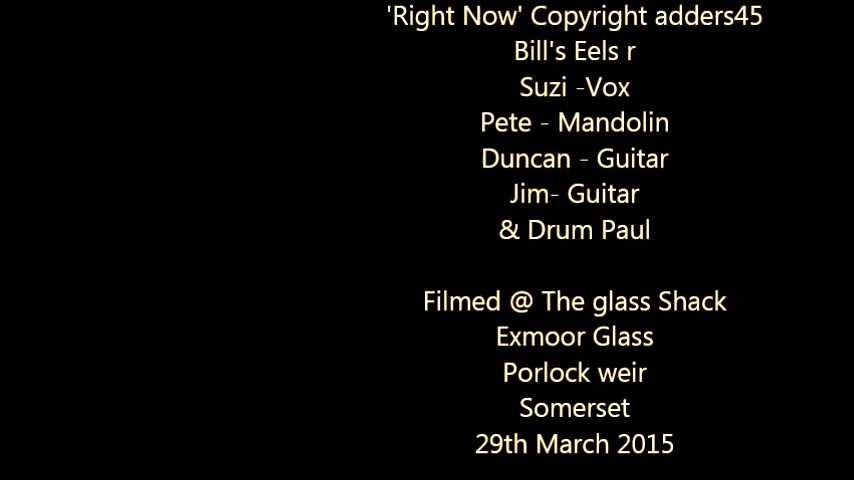 'Right Now' Copyright adders45
Bill's Eels r
Suzi -Vox
Pete - Mandolin
Duncan - Guitar
Jim- Guitar
& Drum Paul
Filmed @ The glass Shack
Exmoor Glass
Porlock weir
Somerset
29th March 2015